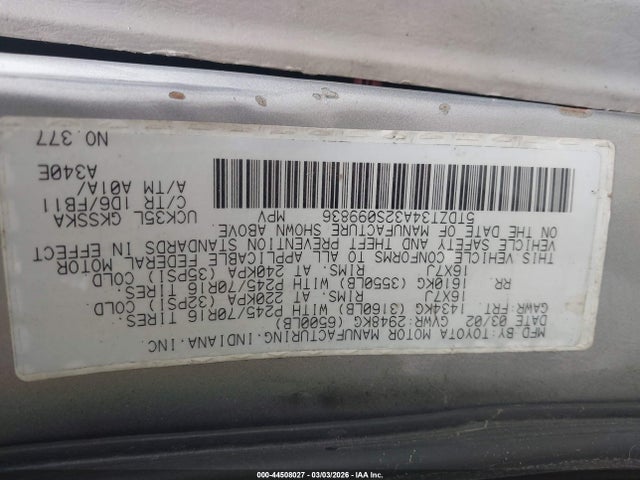 MFD.BY:TOYOTA MOTOR MANUFACTURING,INDIANA,INC.
DATE 03/02 GVWR:2948KG (6500LB)
GAWR:FRT. 1434KG (3160LB)WITH P245/70R16 TIRES.
16X7J RIMS. AT 220KPA (32PSI) COLD
RR 1610KG (3550LB)WITH P245/70R16 TIRES.
16X7J RIMS. AT 240KPA (35PSI) COLD
THIS VEHICLE CONFORMS TO ALL APPLICABLE FEDERAL MOTOR
VEHICLE SAFETY AND THEFT PREVENTION STANDARDS IN EFFECT
ON THE DATE OF MANUFACTURE SHOWN ABOVE.
5TDZT34A32S099836 MPV
UCK35L GKSSKA
C/TR 1D6/FB11
A/TM A01A/
A340E
NO.377
000-44508027 | 03/03/2026 | IAA Inc.